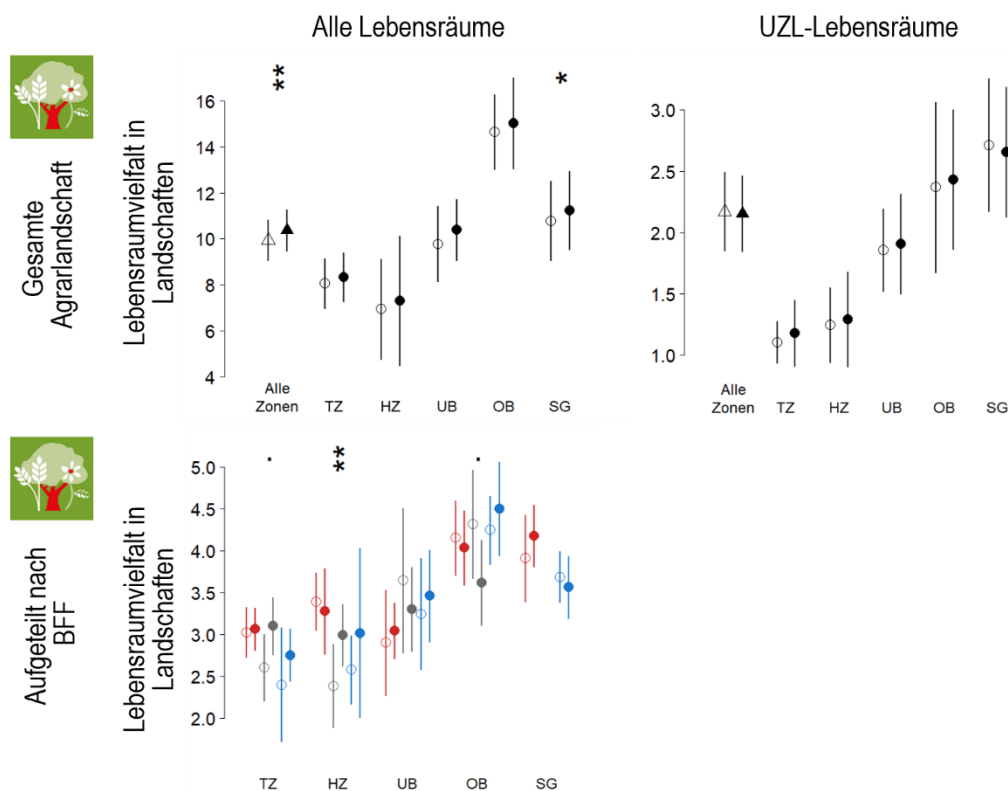 Alle Lebensräume
UZL-Lebensräume
Gesamte
Agrarlandschaft
Lebensraumvielfalt in
Landschaften
**
*
16
14
12
10
8
6
4
Alle
Zonen
TZ
HZ
UB
OB
SG
3.0
2.5
2.0
1.5
1.0
Alle
Zonen
TZ
HZ
UB
OB
SG
Aufgeteilt nach
BFF
Lebensraumvielfalt in
Landschaften
.
**
.
5.0
4.5
4.0
3.5
3.0
2.5
2.0
TZ
HZ
UB
OB
SG